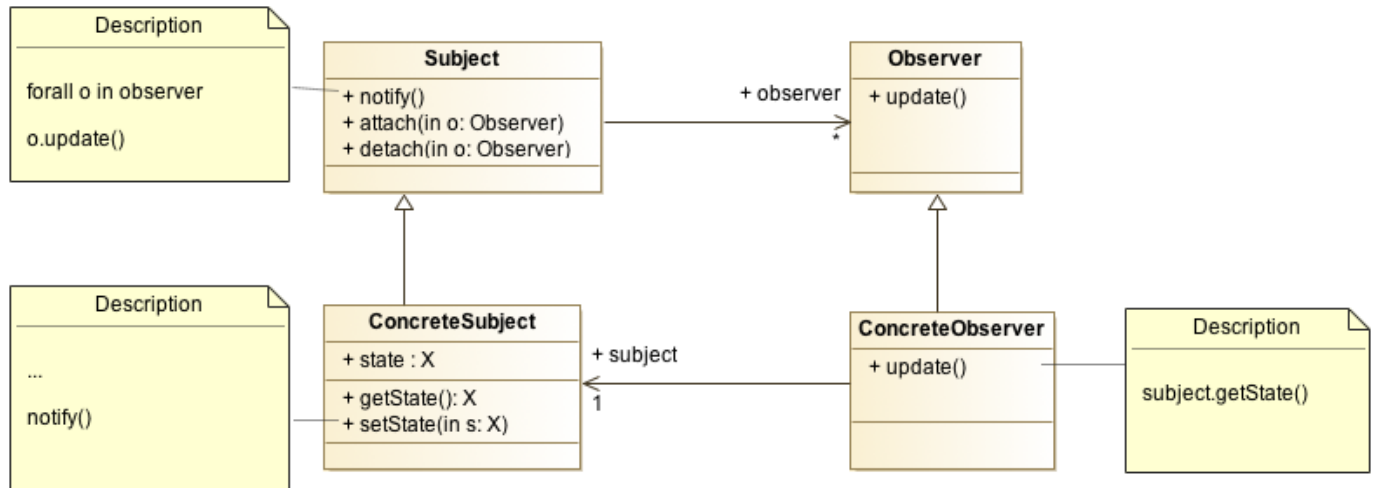 Description
forall o in observer
o.update()
Subject
+ notify()
+ attach(in o: Observer)
+ detach(in o: Observer)
+ observer
*
Observer
+ update()
Description
...
notify()
ConcreteSubject
+ state : X
+ getState(): X
+ setState(in s: X)
+ subject
1
ConcreteObserver
+ update()
Description
subject.getState()